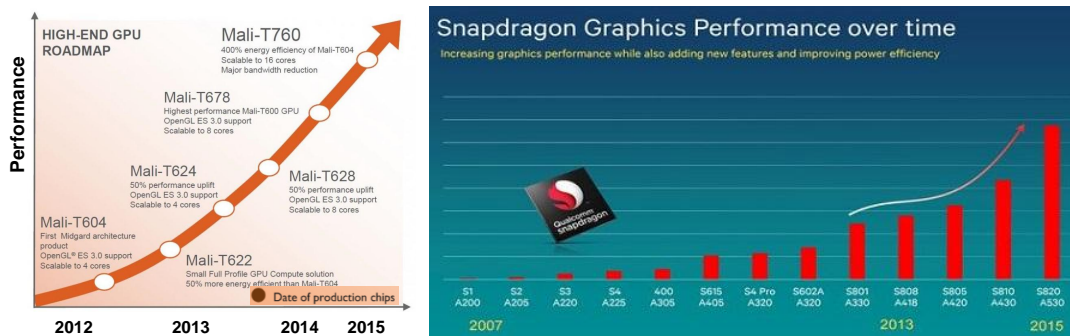 HIGH-END GPU
ROADMAP
Performance
Mali-T760
400% energy efficiency of Mali-T604
Scalable to 16 cores
Major bandwidth reduction
Mali-T678
Highest performance Mali-T600 GPU
OpenGL ES 3.0 support
Scalable to 8 cores
Mali-T624
50% performance uplift
OpenGL ES 3.0 support
Scalable to 4 cores
Mali-T628
50% performance uplift
OpenGL ES 3.0 support
Scalable to 8 cores
Mali-T604
First Midgard architecture
product
OpenGL® ES 3.0 support
Scalable to 4 cores
Mali-T622
Small Full Profile GPU Compute solution
50% more energy efficient than Mali-T604
Date of production chips
2012 2013 2014 2015
Snapdragon Graphics Performance over time
Increasing graphics performance while also adding new features and improving power efficiency
Qualcomm
snapdragon
S1 S2 S3 S4 400 S615 S4 Pro S602A S801 S808 S805 S810 S820
A200 A205 A220 A225 A305 A405 A320 A320 A330 A418 A420 A430 A530
2007 2013 2015